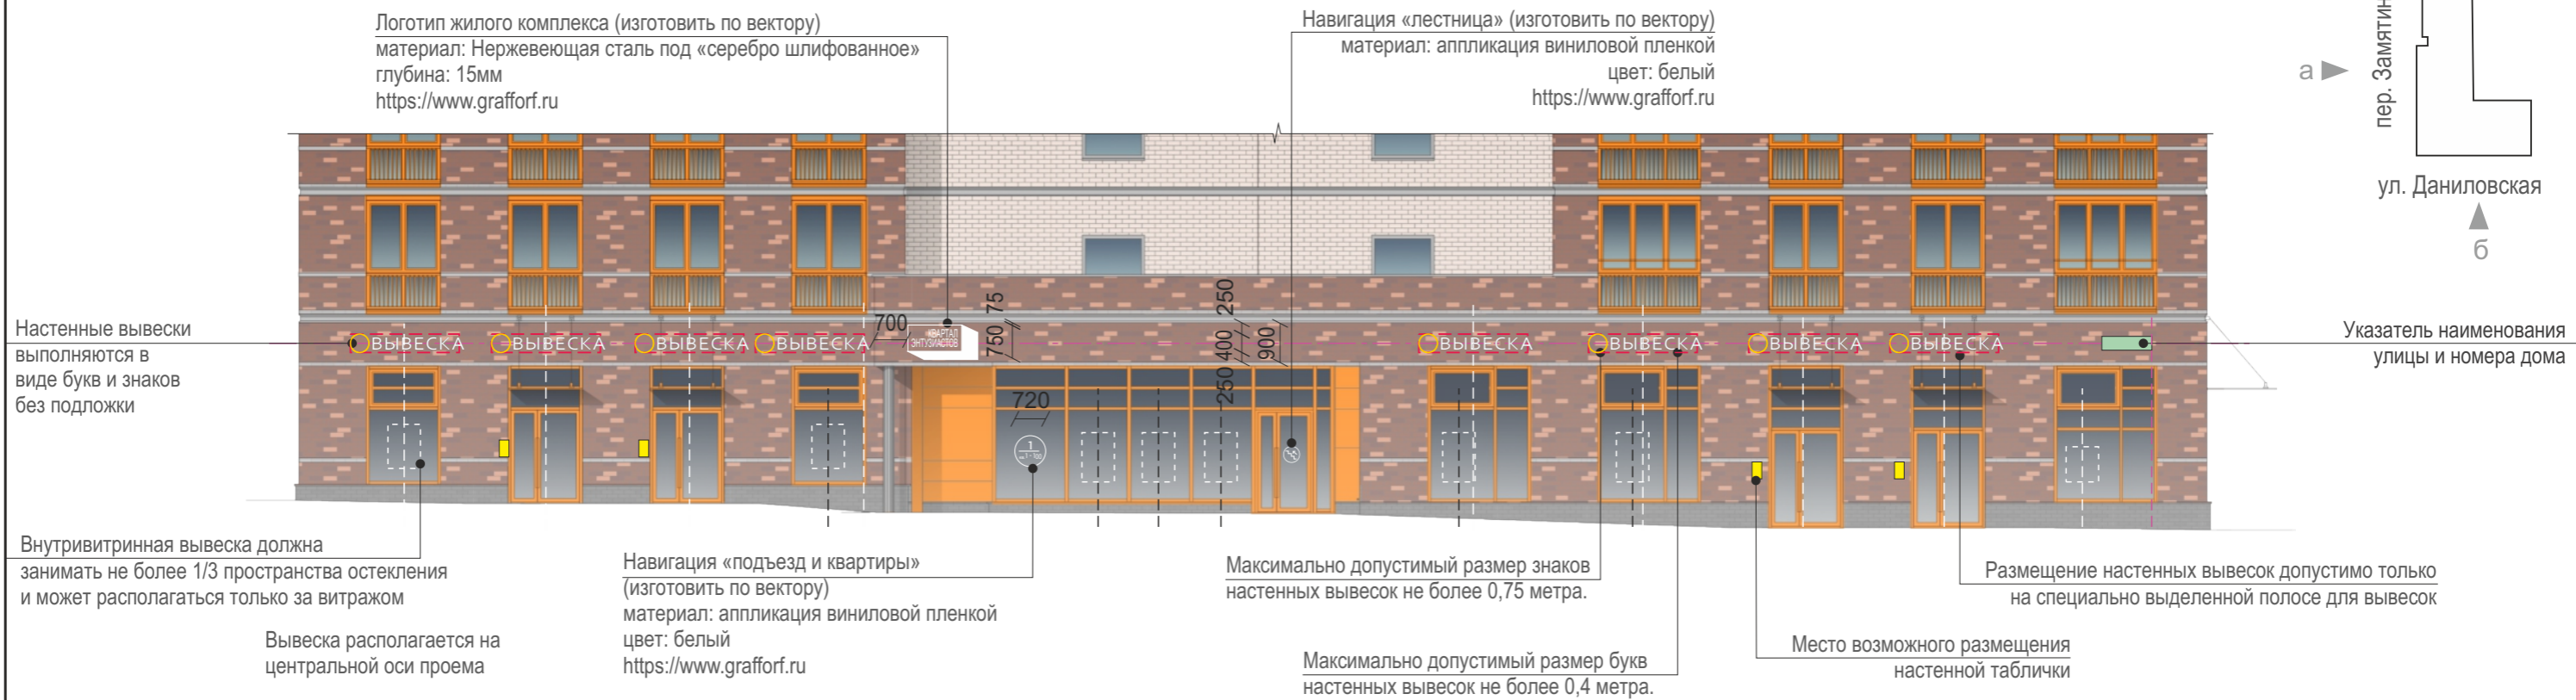 Логотип жилого комплекса (изготовить по вектору)
материал: Нержевеющая сталь под «серебро шлифованное»
глубина: 15мм
https://www.grafforf.ru
Навигация «лестница» (изготовить по вектору)
материал: аппликация виниловой пленкой
цвет: белый
https://www.grafforf.ru
а
пер. Замятин
ул. Даниловская
б
Настенные вывески
выполняются в
виде букв и знаков
без подложки
ВЫВЕСКА
ВЫВЕСКА
ВЫВЕСКА
ВЫВЕСКА
700
КВАРТАЛ
ЭНТУЗИАСТОВ
75
750
250
400
900
250
720
1
ВЫВЕСКА
ВЫВЕСКА
ВЫВЕСКА
ВЫВЕСКА
Указатель наименования
улицы и номера дома
Внутривитринная вывеска должна
занимать не более 1/3 пространства остекления
и может располагаться только за витражом
Вывеска располагается на
центральной оси проема
Навигация «подъезд и квартиры»
(изготовить по вектору)
материал: аппликация виниловой пленкой
цвет: белый
https://www.grafforf.ru
Максимально допустимый размер знаков
настенных вывесок не более 0,75 метра.
Максимально допустимый размер букв
настенных вывесок не более 0,4 метра.
Размещение настенных вывесок допустимо только
на специально выделенной полосе для вывесок
Место возможного размещения
настенной таблички